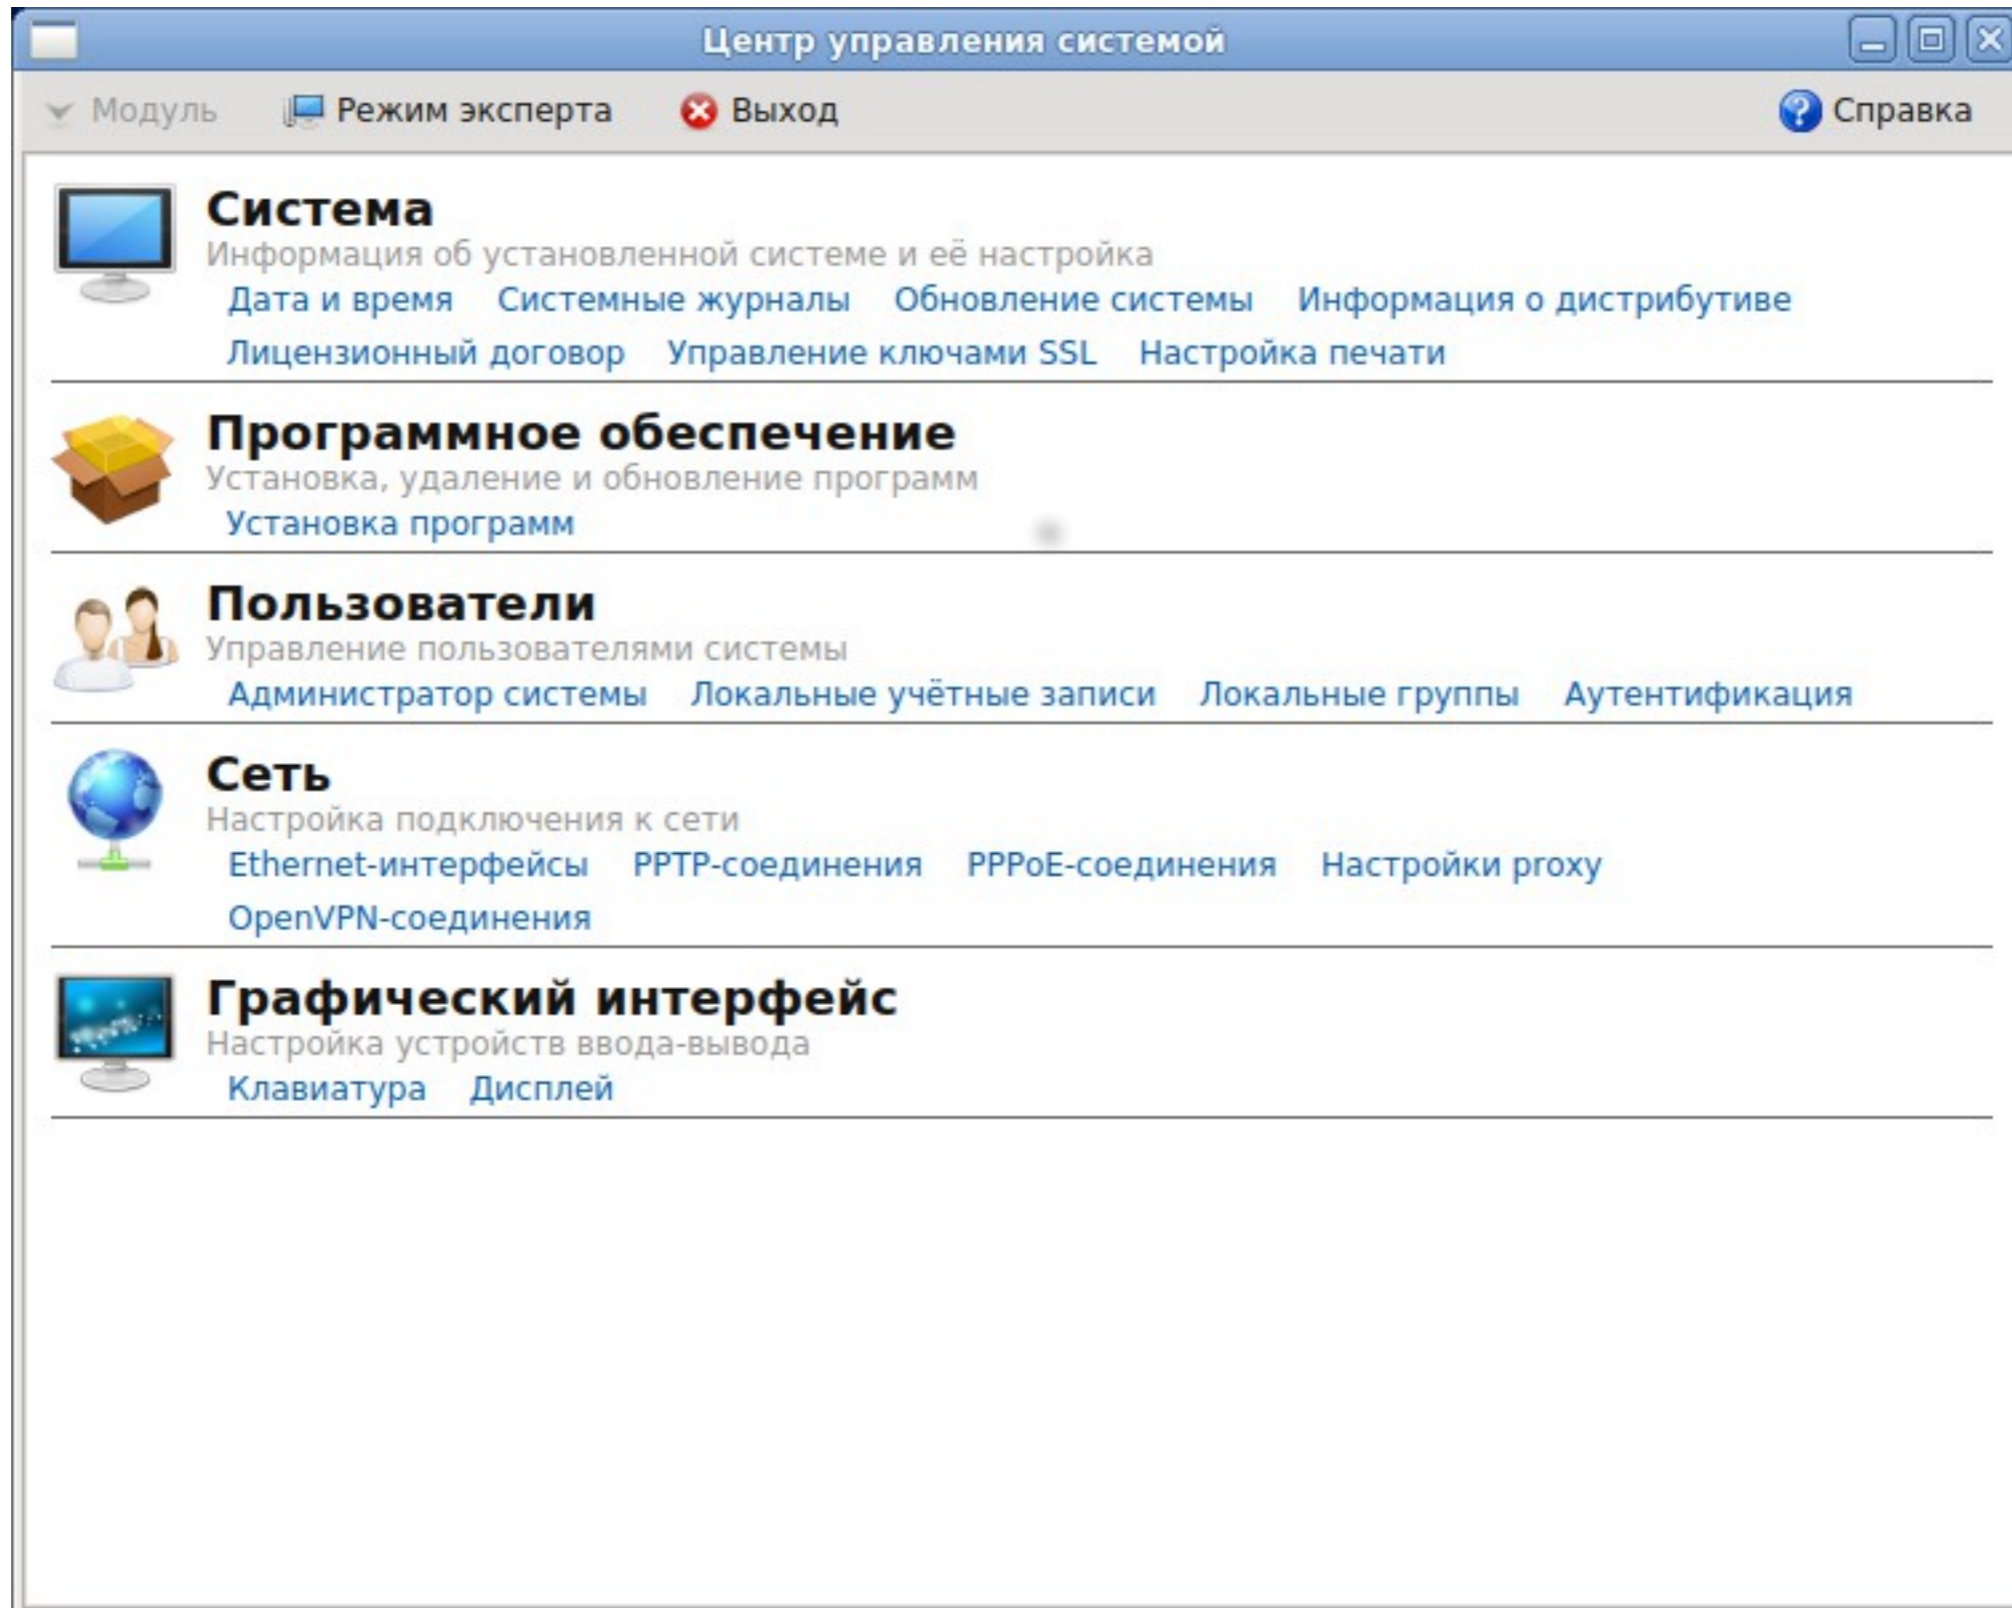 Центр управления системой
Модуль Режим эксперта Выход Справка
Система
Информация об установленной системе и её настройка
Дата и время Системные журналы Обновление системы Информация о дистрибутиве
Лицензионный договор Управление ключами SSL Настройка печати
Программное обеспечение
Установка, удаление и обновление программ
Установка программ
Пользователи
Управление пользователями системы
Администратор системы Локальные учётные записи Локальные группы Аутентификация
Сеть
Настройка подключения к сети
Ethernet-интерфейсы PPTP-соединения PPPoE-соединения Настройки proxy
OpenVPN-соединения
Графический интерфейс
Настройка устройств ввода-вывода
Клавиатура Дисплей